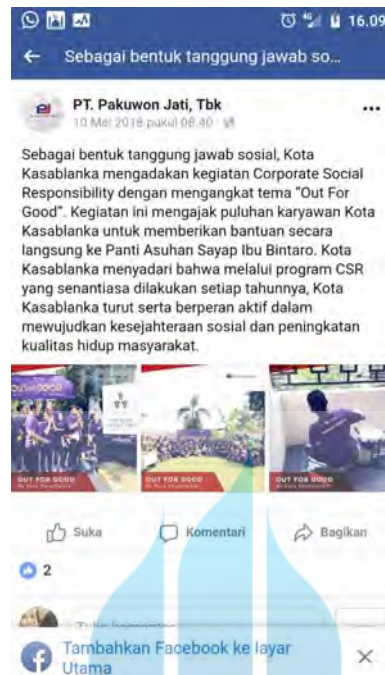 16.09
Sebagai bentuk tanggung jawab so...
PT. Pakuwon Jati, Tbk
10 Mei 2018 pukul 08.40
Sebagai bentuk tanggung jawab sosial, Kota
Kasablanka mengadakan kegiatan Corporate Social
Responsibility dengan mengangkat tema "Out For
Good". Kegiatan ini mengajak puluhan karyawan Kota
Kasablanka untuk memberikan bantuan secara
langsung ke Panti Asuhan Sayap Ibu Bintaro. Kota
Kasablanka menyadari bahwa melalui program CSR
yang senantiasa dilakukan setiap tahunnya, Kota
Kasablanka turut serta berperan aktif dalam
mewujudkan kesejahteraan sosial dan peningkatan
kualitas hidup masyarakat.
OUT FOR GOOD
OUT FOR GOOD
OUT FOR GOOD
Suka
Komentari
Bagikan
2
Tambahkan Facebook ke layar
Utama